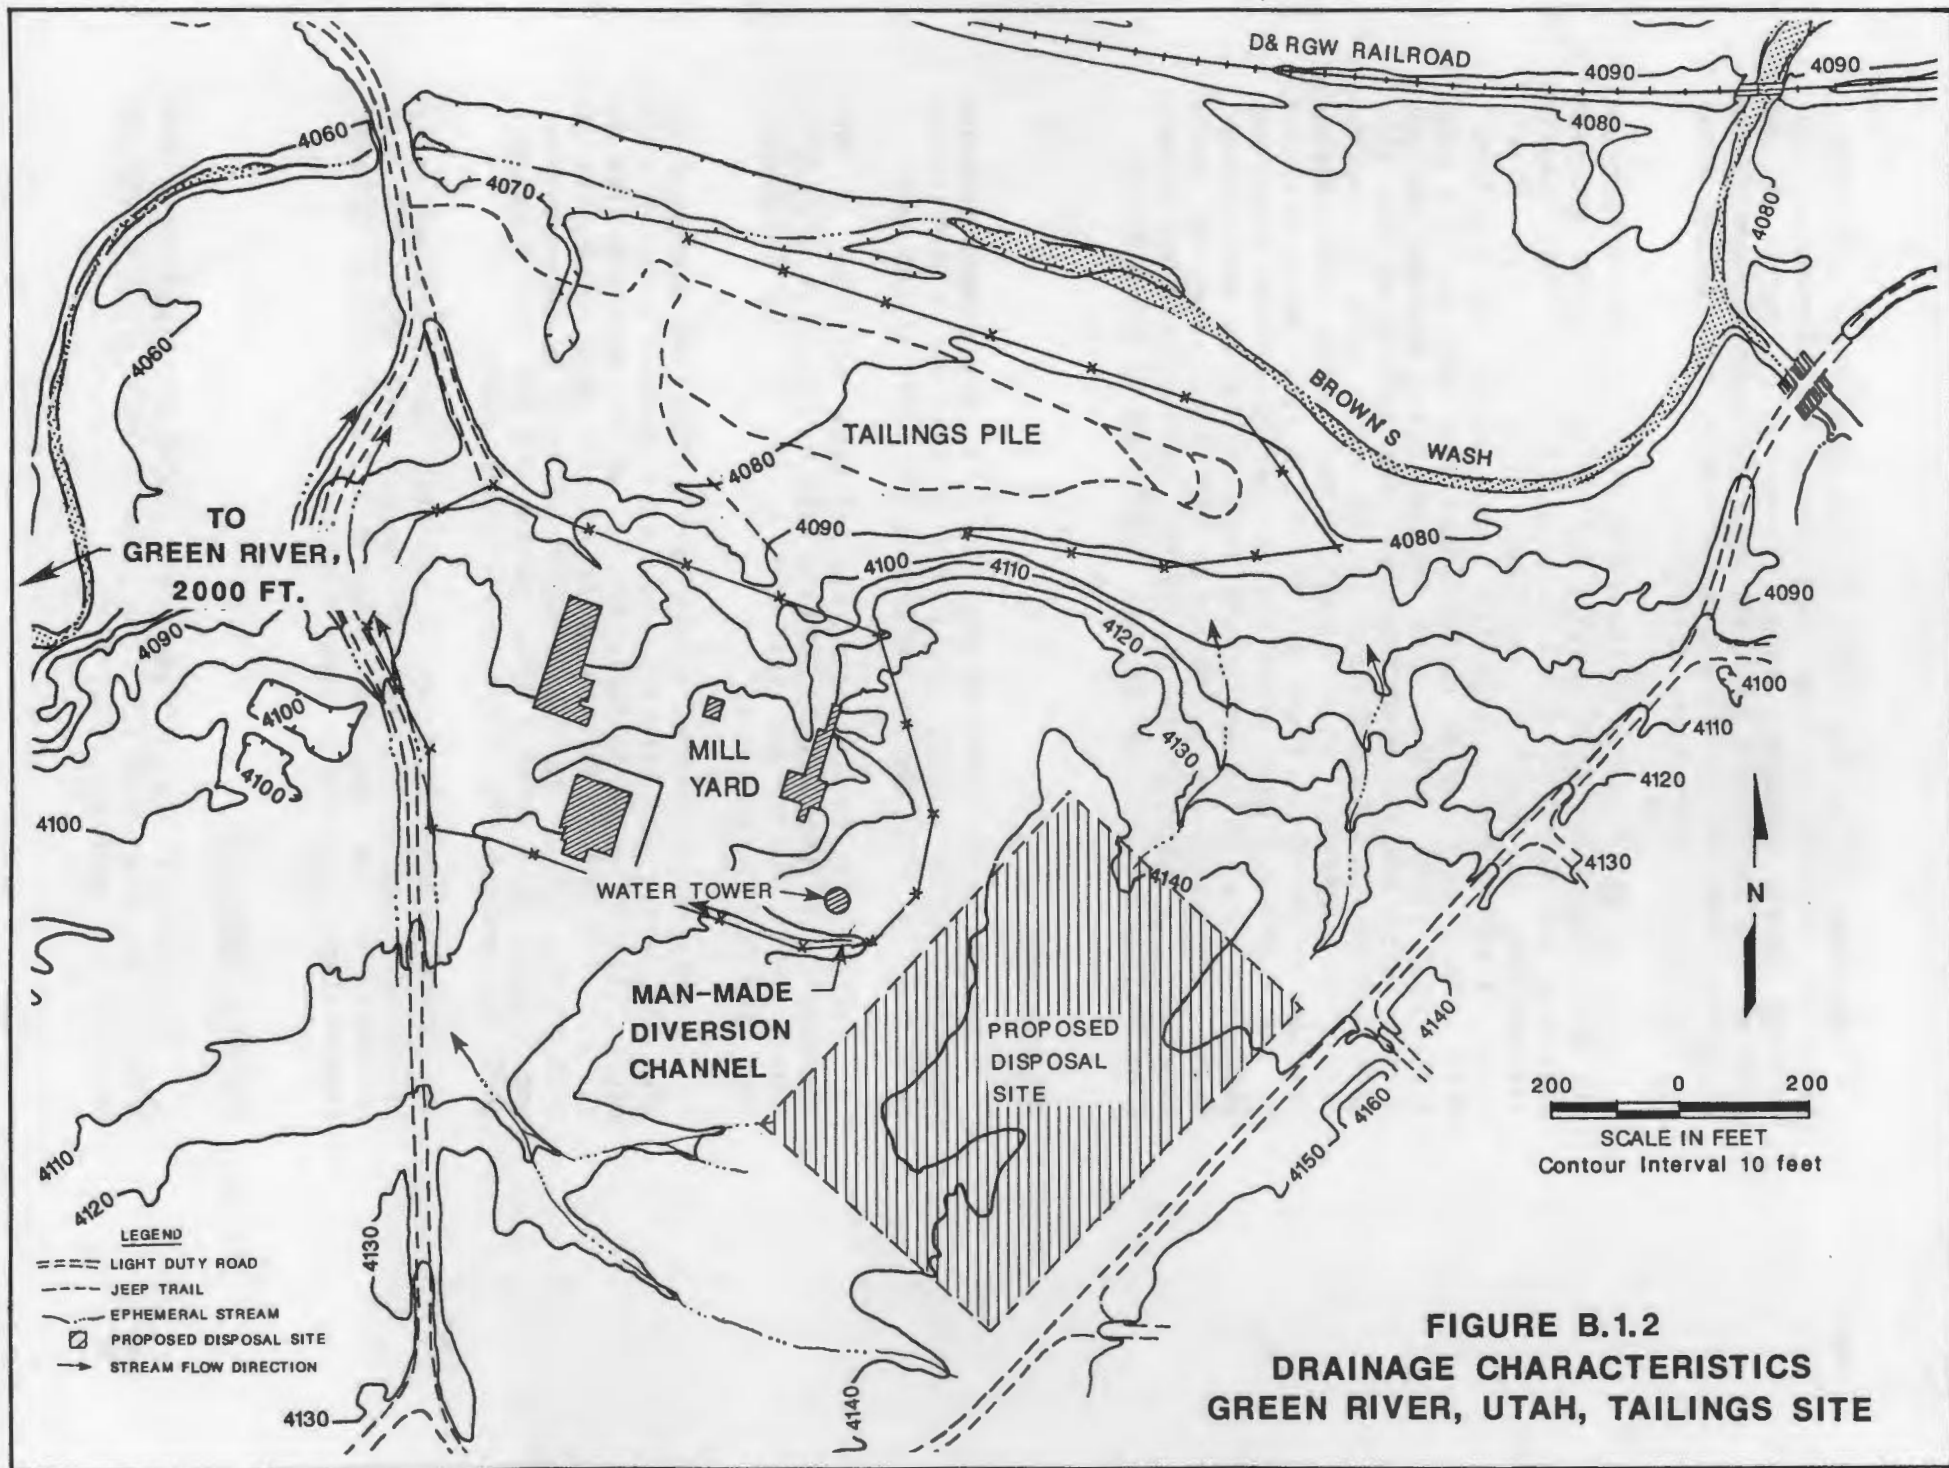 D&RGW RAILROAD
4090
4090
4080
4060
4070
4080
4060
BROWN'S WASH
TAILINGS PILE
4080
TO
GREEN RIVER,
2000 FT.
4090
4080
4100
4110
4090
4090
4120
4100
4100
4110
4130
MILL
YARD
4100
4120
4100
4130
4140
WATER TOWER
N
MAN-MADE
DIVERSION
CHANNEL
PROPOSED
DISPOSAL
SITE
4140
4160
200 0 200
SCALE IN FEET
Contour Interval 10 feet
4110
4150
4120
LEGEND
LIGHT DUTY ROAD
JEEP TRAIL
EPHEMERAL STREAM
PROPOSED DISPOSAL SITE
STREAM FLOW DIRECTION
4130
4130
4140
FIGURE B.1.2
DRAINAGE CHARACTERISTICS
GREEN RIVER, UTAH, TAILINGS SITE